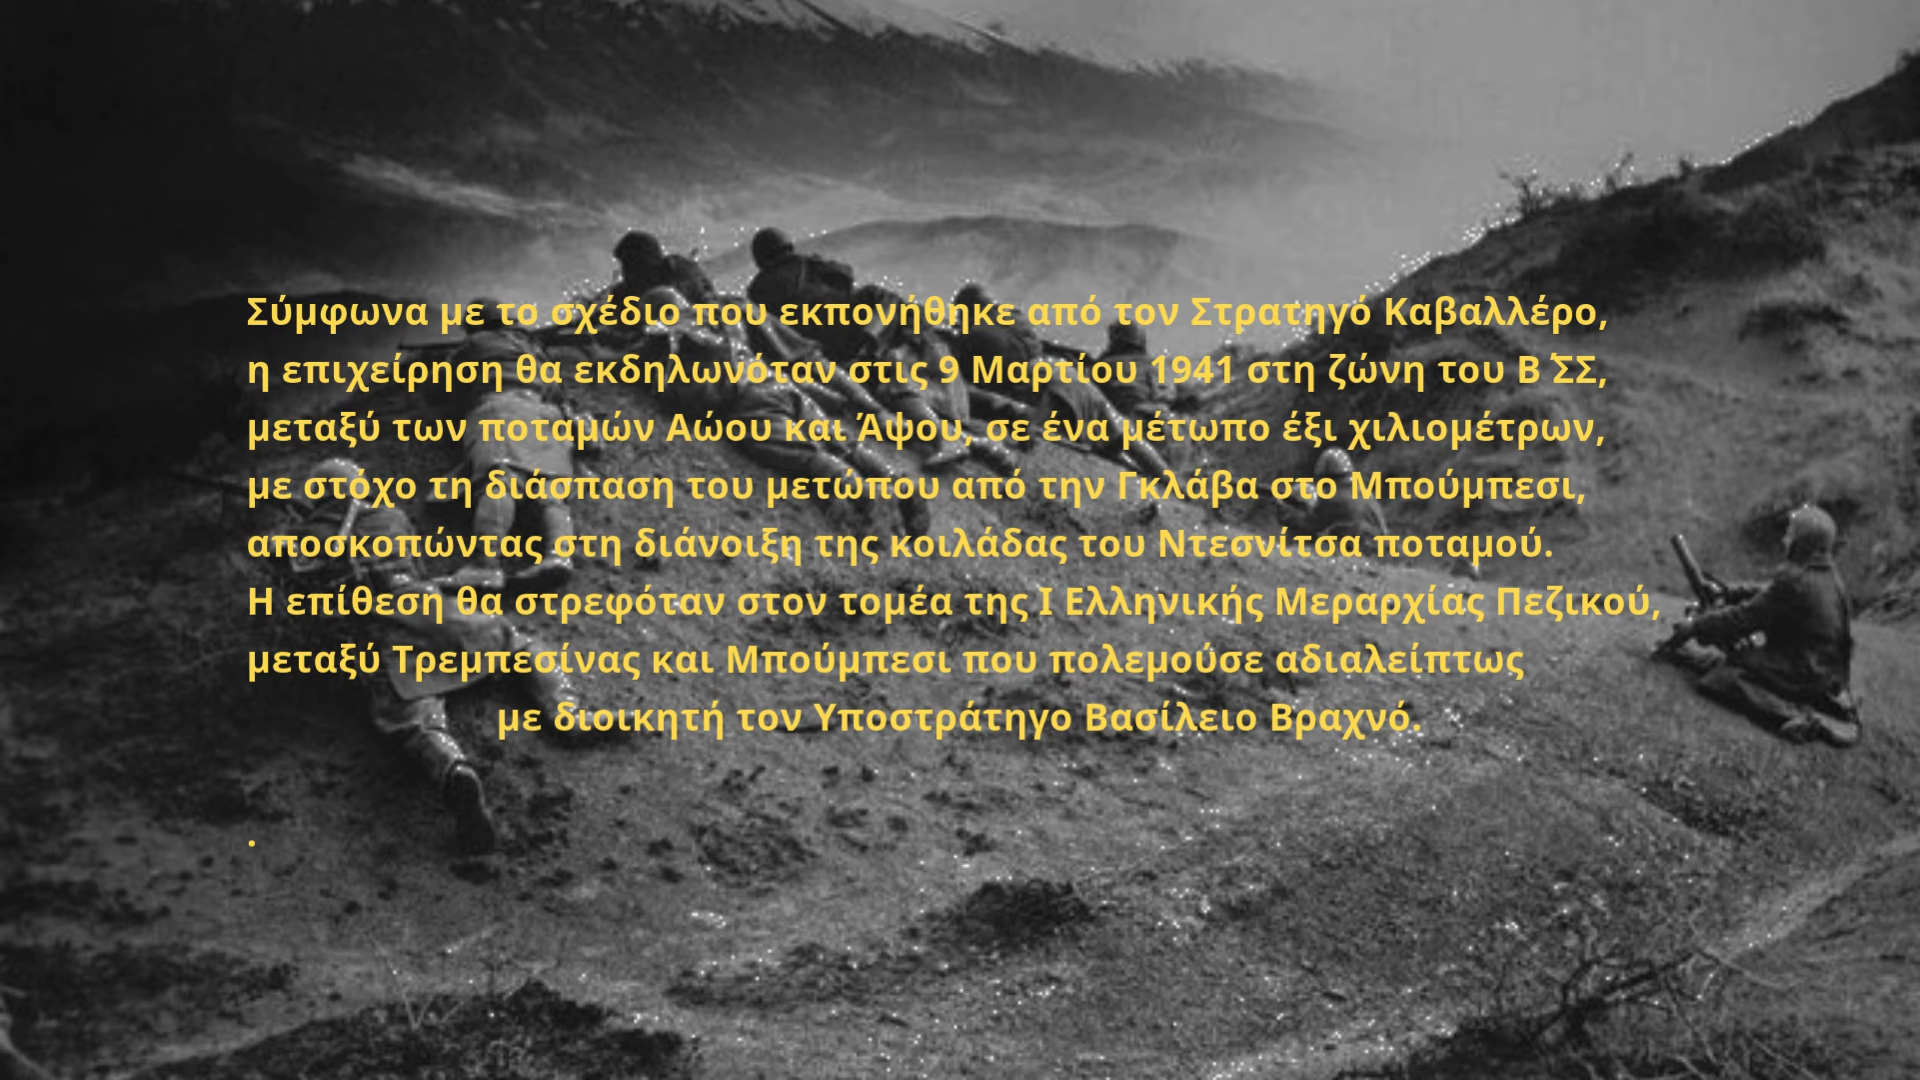 Σύμφωνα με το σχέδιο που εκπονήθηκε από τον Στρατηγό Καβαλλέρο,
η επιχείρηση θα εκδηλωνόταν στις 9 Μαρτίου 1941 στη ζώνη του Β ΄ΣΣ,
μεταξύ των ποταμών Αώου και Άψου, σε ένα μέτωπο έξι χιλιομέτρων,
με στόχο τη διάσπαση του μετώπου από την Γκλάβα στο Μπούμπεσι,
αποσκοπώντας στη διάνοιξη της κοιλάδας του Ντεσνίτσα ποταμού.
Η επίθεση θα στρεφόταν στον τομέα της Ι Ελληνικής Μεραρχίας Πεζικού,
μεταξύ Τρεμπεσίνας και Μπούμπεσι που πολεμούσε αδιαλείπτως
με διοικητή τον Υποστράτηγο Βασίλειο Βραχνό.
.